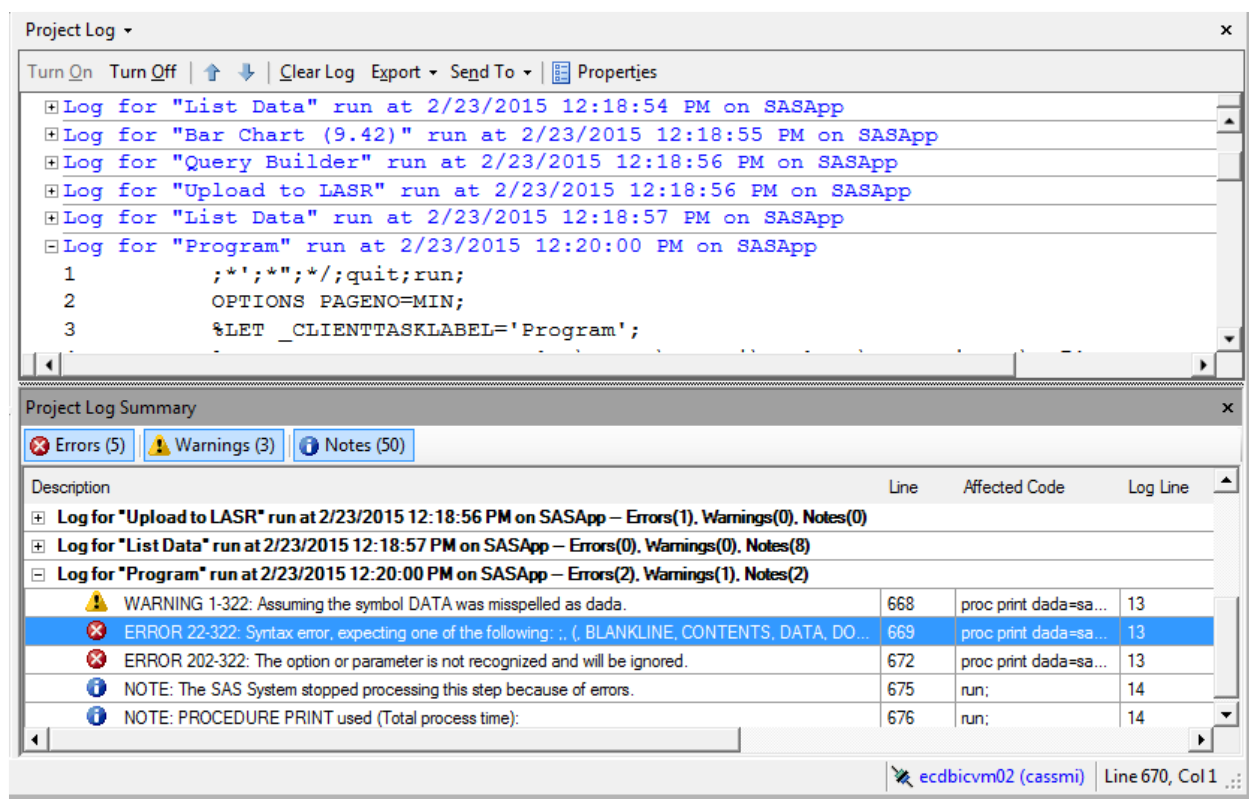 Project Log
Turn On Turn Off Clear Log Export Send To Properties
Log for "List Data" run at 2/23/2015 12:18:54 PM on SASApp
Log for "Bar Chart (9.42)" run at 2/23/2015 12:18:55 PM on SASApp
Log for "Query Builder" run at 2/23/2015 12:18:56 PM on SASApp
Log for "Upload to LASR" run at 2/23/2015 12:18:56 PM on SASApp
Log for "List Data" run at 2/23/2015 12:18:57 PM on SASApp
Log for "Program" run at 2/23/2015 12:20:00 PM on SASApp
1 ;*';*";*/;quit;run;
2 OPTIONS PAGENO=MIN;
3 %LET _CLIENTTASKLABEL='Program';
Project Log Summary
Errors (5) Warnings (3) Notes (50)
Description Line Affected Code Log Line
Log for "Upload to LASR" run at 2/23/2015 12:18:56 PM on SASApp – Errors(1), Warnings(0), Notes(0)
Log for "List Data" run at 2/23/2015 12:18:57 PM on SASApp – Errors(0), Warnings(0), Notes(8)
Log for "Program" run at 2/23/2015 12:20:00 PM on SASApp – Errors(2), Warnings(1), Notes(2)
WARNING 1-322: Assuming the symbol DATA was misspelled as dada. 668 proc print dada=sa... 13
ERROR 22-322: Syntax error, expecting one of the following: ;, (, BLANKLINE, CONTENTS, DATA, DO... 669 proc print dada=sa... 13
ERROR 202-322: The option or parameter is not recognized and will be ignored. 672 proc print dada=sa... 13
NOTE: The SAS System stopped processing this step because of errors. 675 run; 14
NOTE: PROCEDURE PRINT used (Total process time): 676 run; 14
ecdbicvm02 (cassmi) Line 670, Col 1